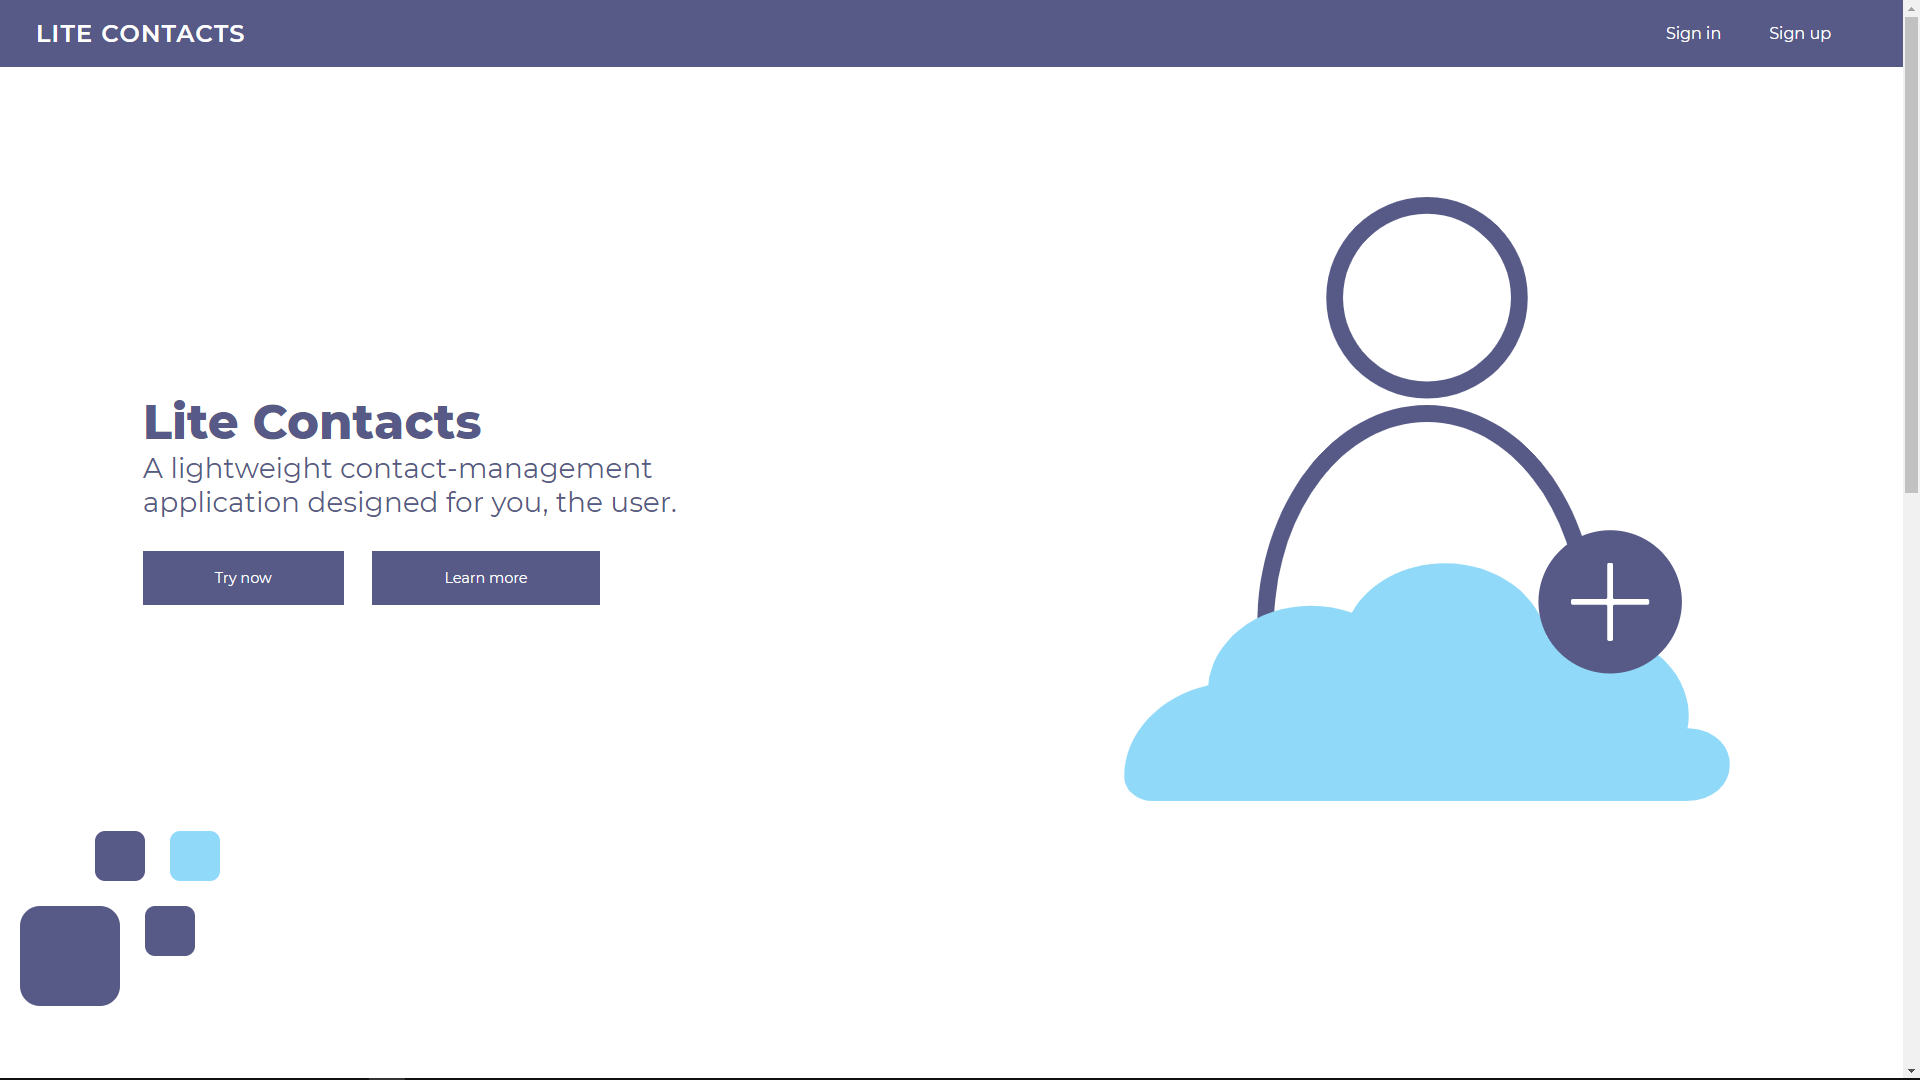 LITE CONTACTS
Sign in
Sign up
Lite Contacts
A lightweight contact-management
application designed for you, the user.
Try now
Learn more